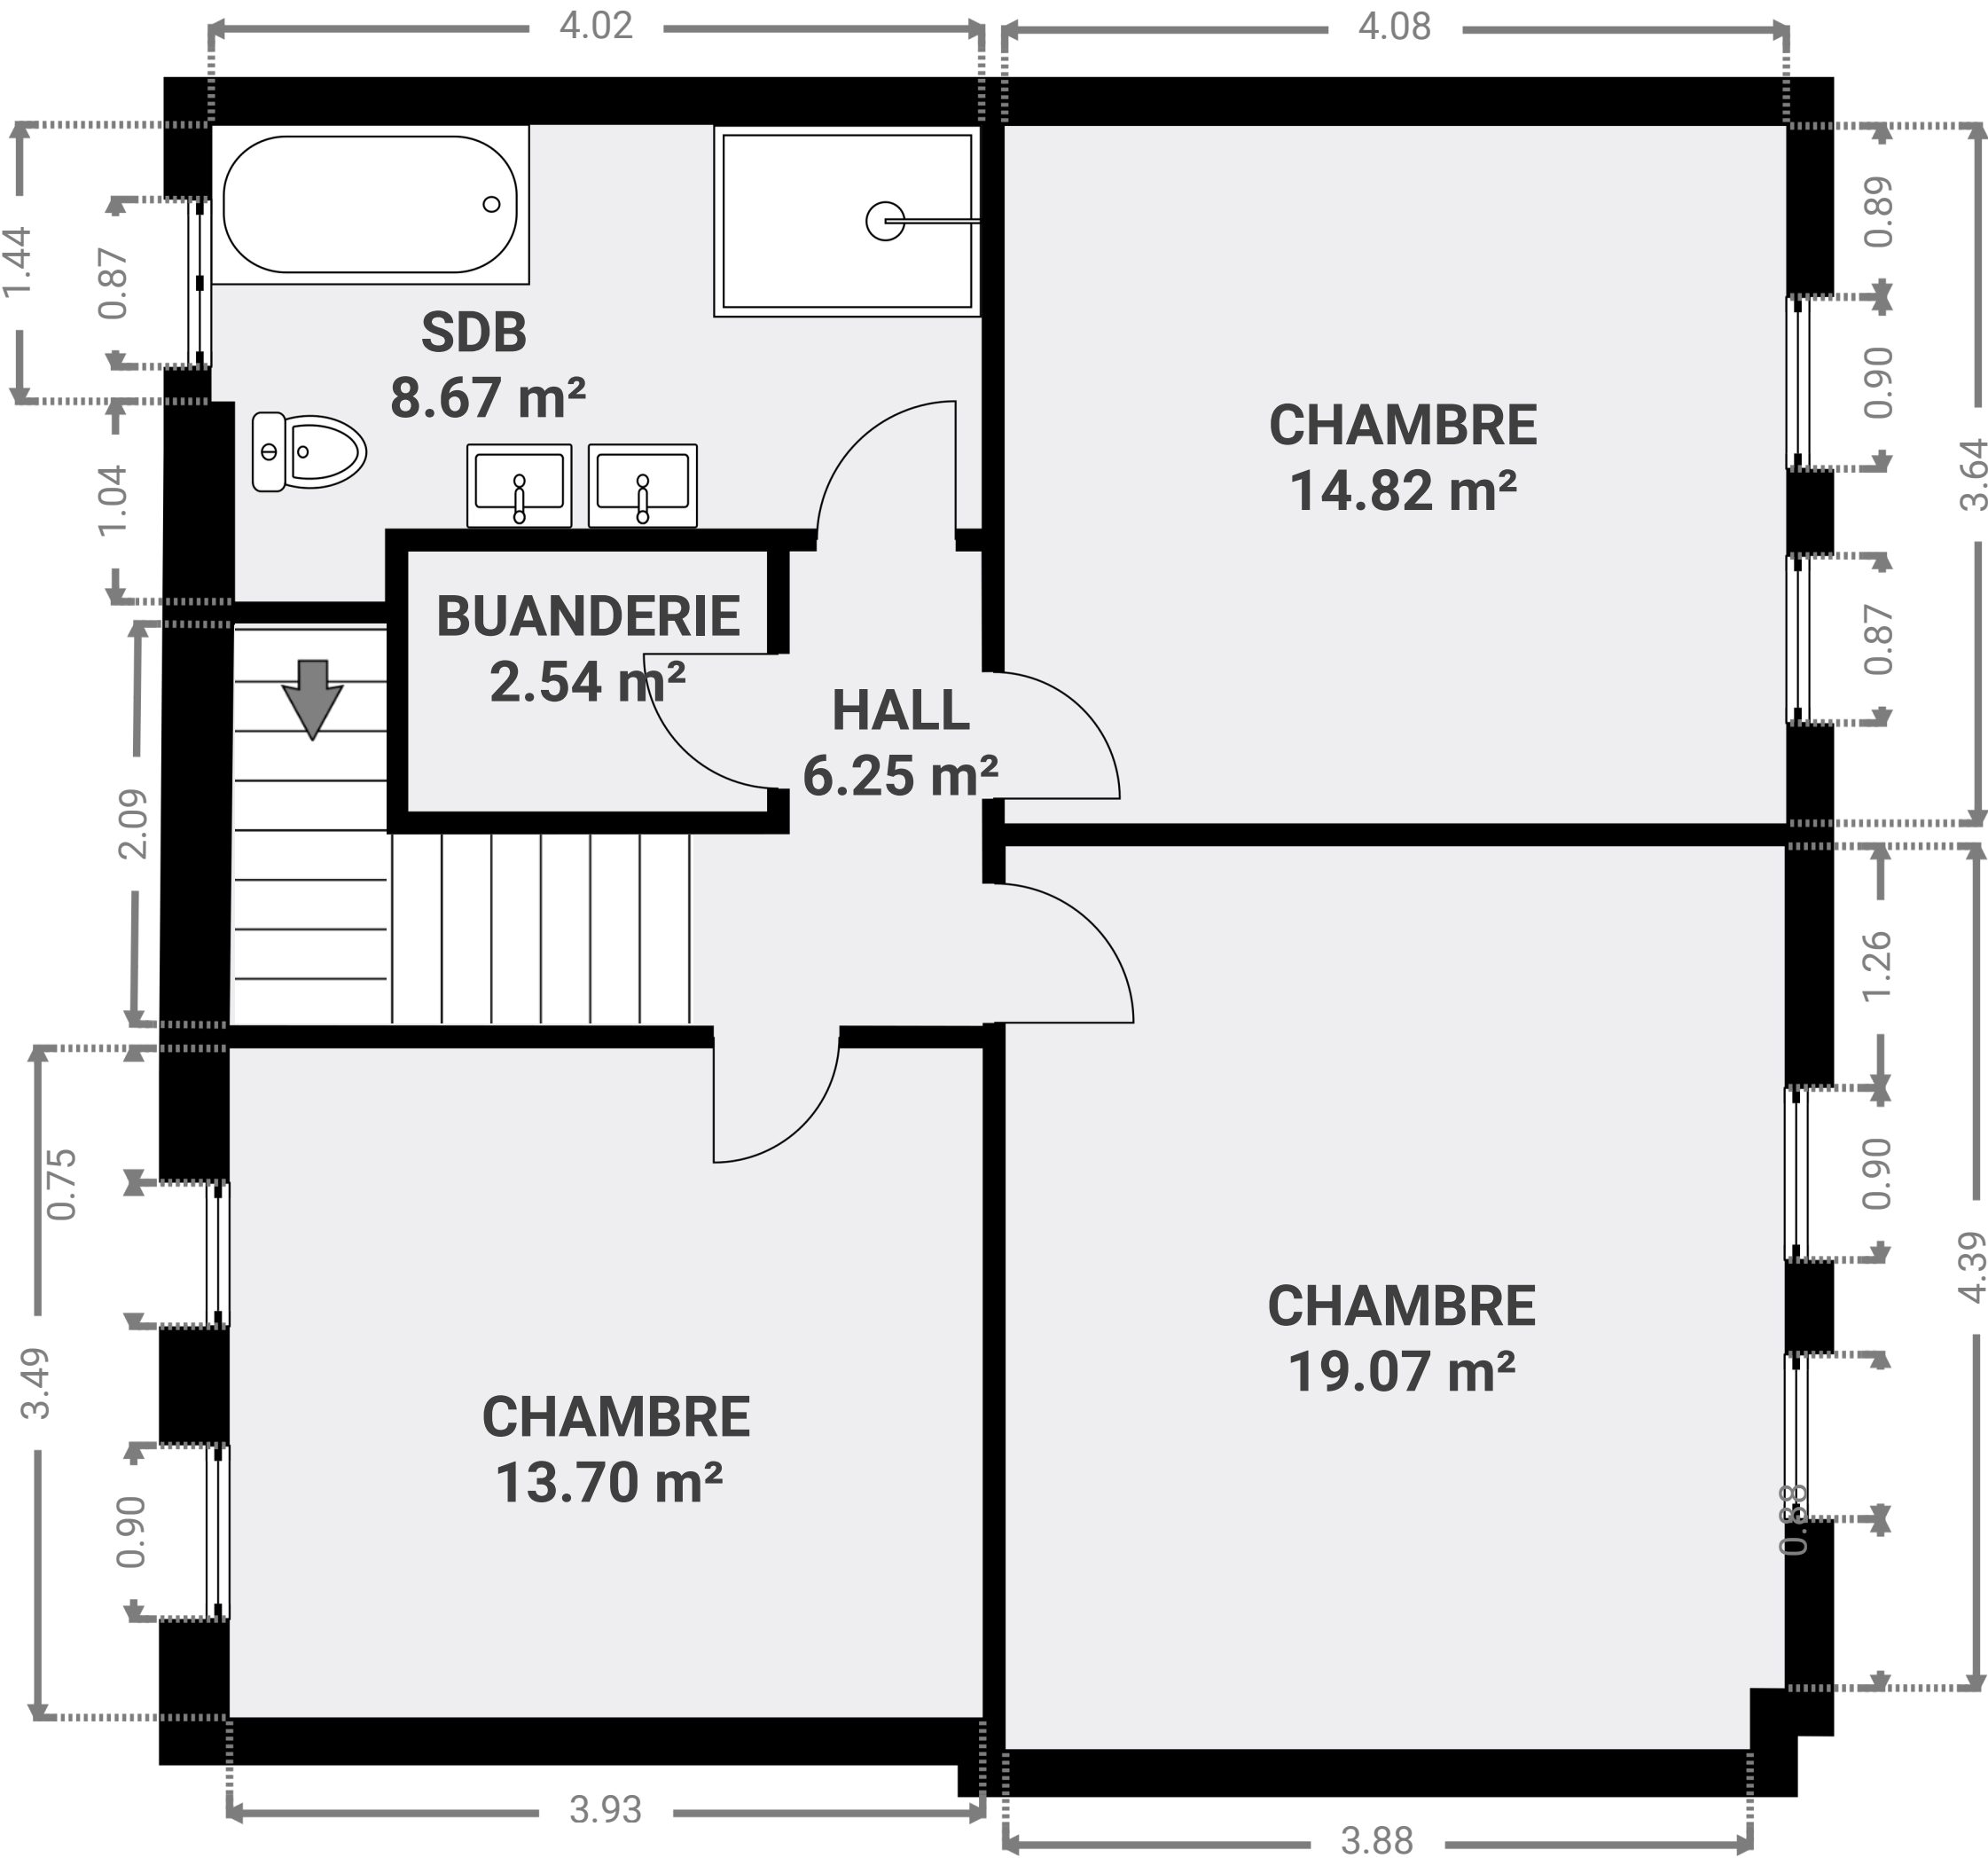 4.02
4.08
1.44
0.87
0.89
SDB
8.67 m²
0.90
CHAMBRE
14.82 m²
3.64
1.04
BUANDERIE
2.54 m²
0.87
HALL
6.25 m²
2.09
1.26
0.75
0.90
4.39
CHAMBRE
19.07 m²
3.49
CHAMBRE
13.70 m²
0.90
0.88
3.93
3.88